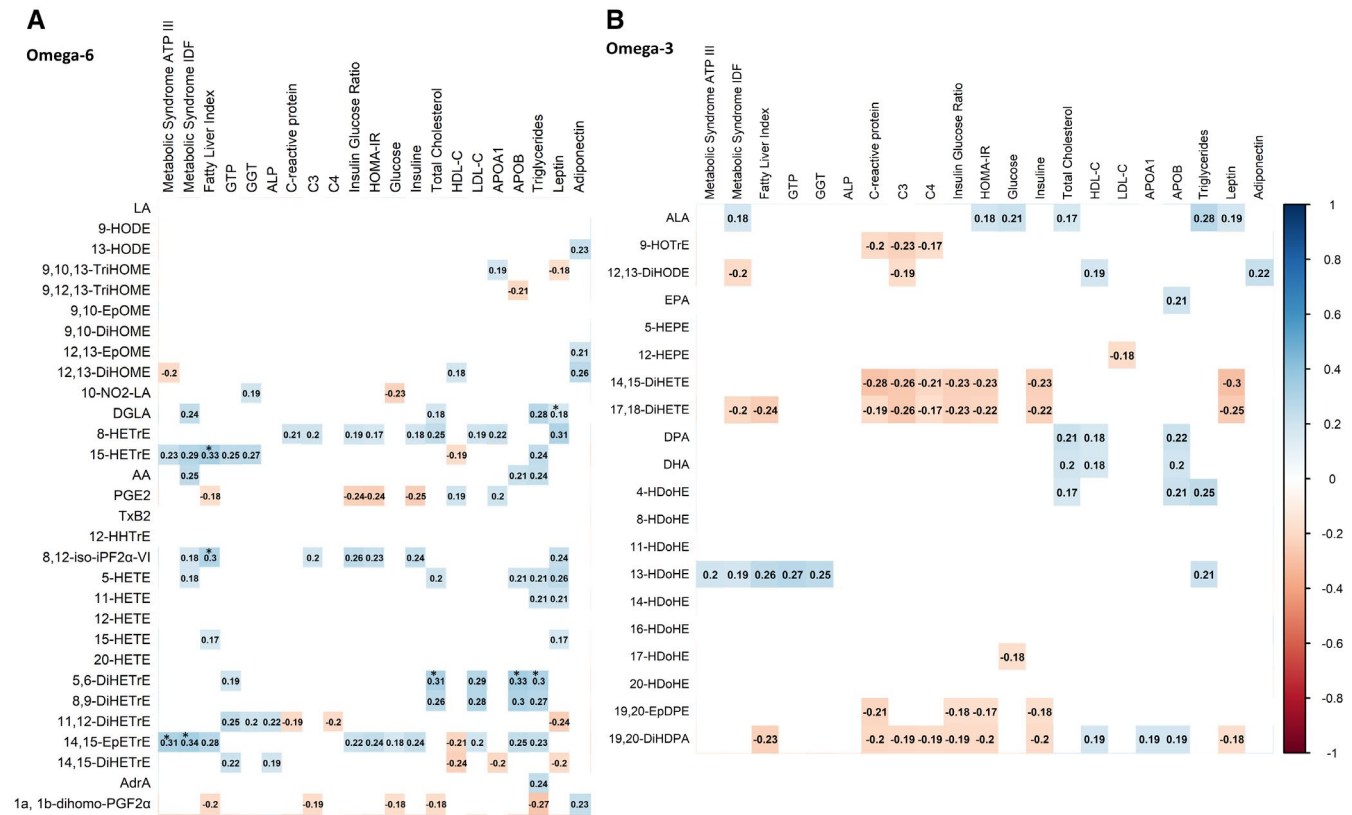 A
Omega-6
Metabolic Syndrome ATP III
Metabolic Syndrome IDF
Fatty Liver Index
GTP
GGT
ALP
C-reactive protein
C3
C4
Insulin Glucose Ratio
HOMA-IR
Glucose
Insuline
Total Cholesterol
HDL-C
LDL-C
APOA1
APOB
Triglycerides
Leptin
Adiponectin
LA
9-HODE
13-HODE 0.23
9,10,13-TriHOME 0.19 -0.18
9,12,13-TriHOME -0.21
9,10-EpOME
9,10-DiHOME
12,13-EpOME 0.21
12,13-DiHOME -0.2 0.18 0.26
10-NO2-LA 0.19 -0.23
DGLA 0.24 0.18 0.28 * 0.18
8-HETrE 0.21 0.2 0.19 0.17 0.18 0.25 0.19 0.22 0.31
15-HETrE 0.23 0.29 * 0.33 0.25 0.27 -0.19 0.24
AA 0.25 0.21 0.24
PGE2 -0.18 -0.24 -0.24 -0.25 0.19 0.2
TxB2
12-HHTrE
8,12-iso-iPF2α-VI 0.18 * 0.3 0.2 0.26 0.23 0.24 0.24
5-HETE 0.18 0.2 0.21 0.21 0.26
11-HETE 0.21 0.21
12-HETE
15-HETE 0.17 0.17
20-HETE
5,6-DiHETrE 0.19 * 0.31 0.29 * 0.33 * 0.3
8,9-DiHETrE 0.26 0.28 0.3 0.27
11,12-DiHETrE 0.25 0.2 0.22 -0.19 -0.2 -0.24
14,15-EpETrE * 0.31 * 0.34 0.28 0.22 0.24 0.18 0.24 -0.21 0.2 0.25 0.23
14,15-DiHETrE 0.22 0.19 -0.24 -0.2 -0.2
AdrA 0.24
1a, 1b-dihomo-PGF2α -0.2 -0.19 -0.18 -0.18 -0.27 0.23
B
Omega-3
Metabolic Syndrome ATP III
Metabolic Syndrome IDF
Fatty Liver Index
GTP
GGT
ALP
C-reactive protein
C3
C4
Insulin Glucose Ratio
HOMA-IR
Glucose
Insuline
Total Cholesterol
HDL-C
LDL-C
APOA1
APOB
Triglycerides
Leptin
Adiponectin
ALA 0.18 0.18 0.21 0.17 0.28 0.19
9-HOTrE -0.2 -0.23 -0.17
12,13-DiHODE -0.2 -0.19 0.19 0.22
EPA 0.21
5-HEPE
12-HEPE -0.18
14,15-DiHETE -0.28 -0.26 -0.21 -0.23 -0.23 -0.23 -0.3
17,18-DiHETE -0.2 -0.24 -0.19 -0.26 -0.17 -0.23 -0.22 -0.22 -0.25
DPA 0.21 0.18 0.22
DHA 0.2 0.18 0.2
4-HDoHE 0.17 0.21 0.25
8-HDoHE
11-HDoHE
13-HDoHE 0.2 0.19 0.26 0.27 0.25 0.21
14-HDoHE
16-HDoHE
17-HDoHE -0.18
20-HDoHE
19,20-EpDPE -0.21 -0.18 -0.17 -0.18
19,20-DiHDPA -0.23 -0.2 -0.19 -0.19 -0.19 -0.2 -0.2 0.19 0.19 0.19 -0.18
1
0.8
0.6
0.4
0.2
0
-0.2
-0.4
-0.6
-0.8
-1